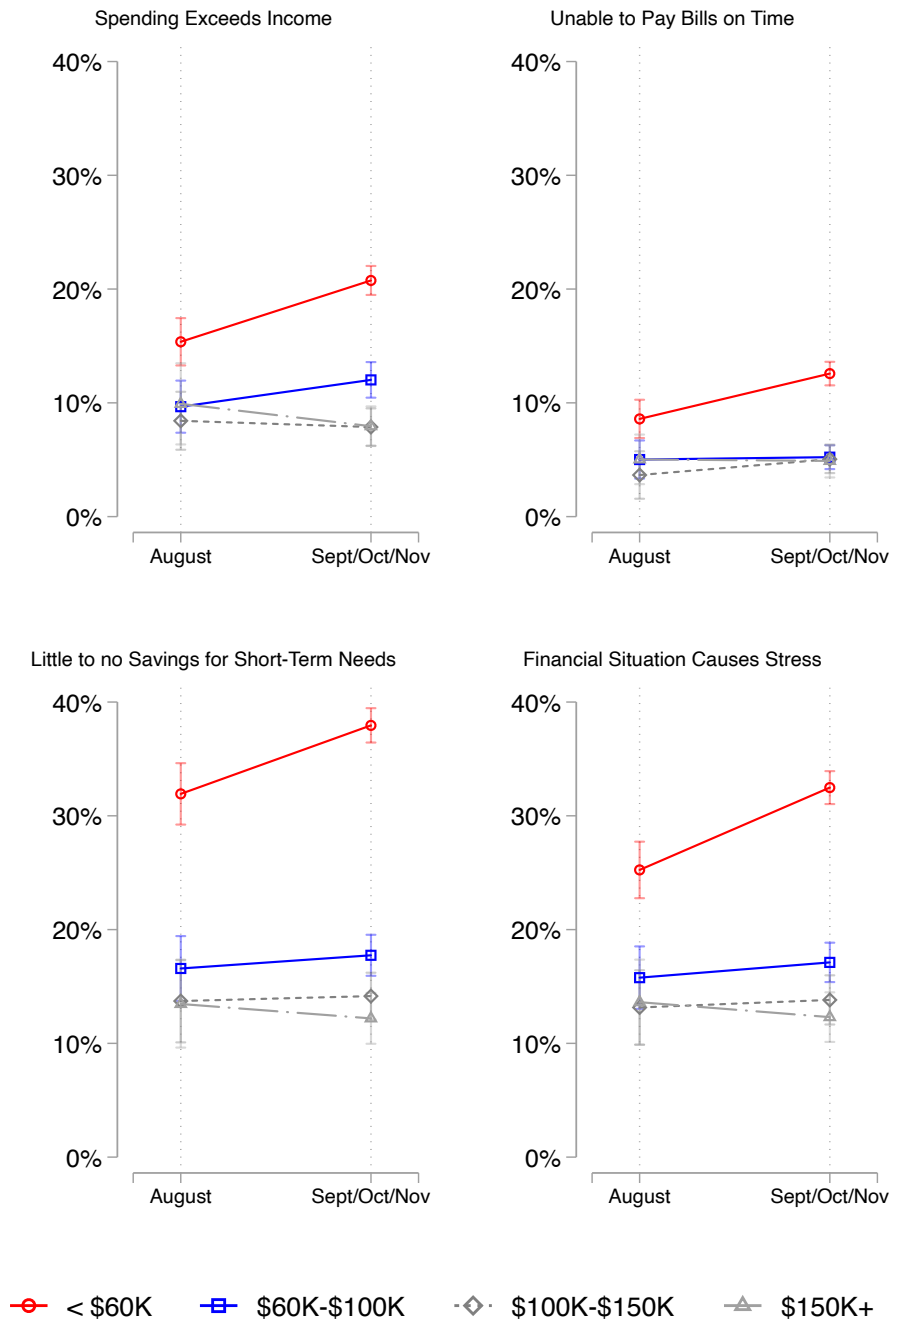 Spending Exceeds Income
40%
30%
20%
10%
0%
August Sept/Oct/Nov
Unable to Pay Bills on Time
40%
30%
20%
10%
0%
August Sept/Oct/Nov
Little to no Savings for Short-Term Needs
40%
30%
20%
10%
0%
August Sept/Oct/Nov
Financial Situation Causes Stress
40%
30%
20%
10%
0%
August Sept/Oct/Nov
< $60K $60K-$100K $100K-$150K $150K+